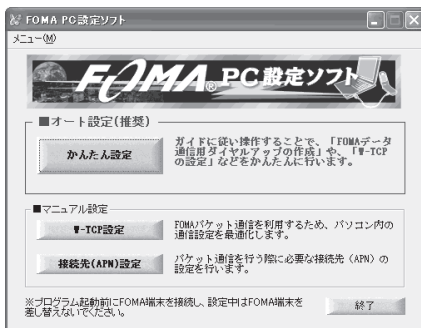 FOMA PC設定ソフト
メニュー(M)
FOMA® PC設定ソフト
■オート設定(推奨)
かんたん設定
ガイドに従い操作することで、「FOMAデータ
通信用ダイヤルアップの作成」や、「W-TCP
の設定」などをかんたんに行います。
■マニュアル設定
W-TCP設定
FOMAパケット通信を利用するため、パソコン内の
通信設定を最適化します。
接続先(APN)設定
パケット通信を行う際に必要な接続先（APN）の
設定を行います。
※プログラム起動前にFOMA端末を接続し、設定中はFOMA端末を
差し替えないでください。
終了